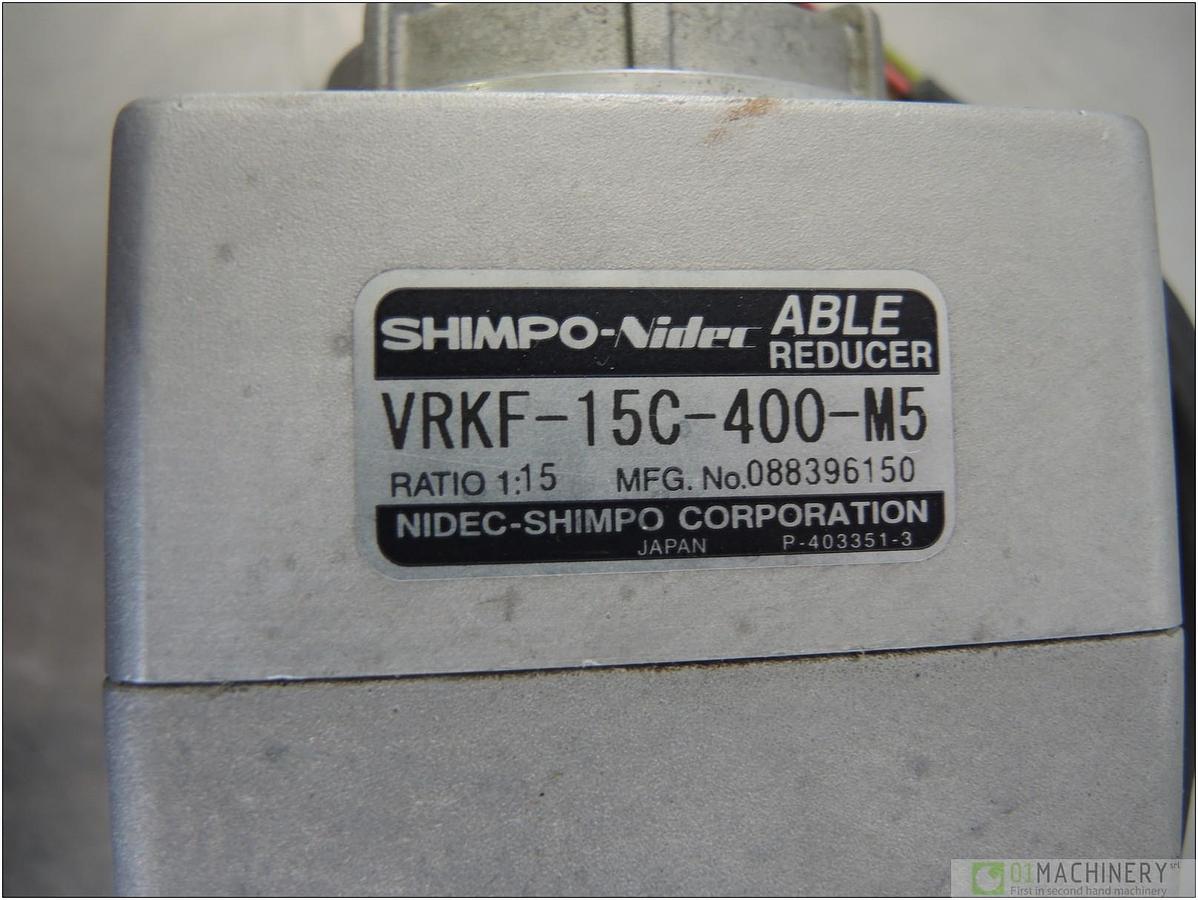 SHIMPO-Nidec ABLE REDUCER
VRKF-15C-400-M5
RATIO 1:15 MFG. No.088396150
NIDEC-SHIMPO CORPORATION
JAPAN P-403351-3
01MACHINERY srl
First in second hand machinery